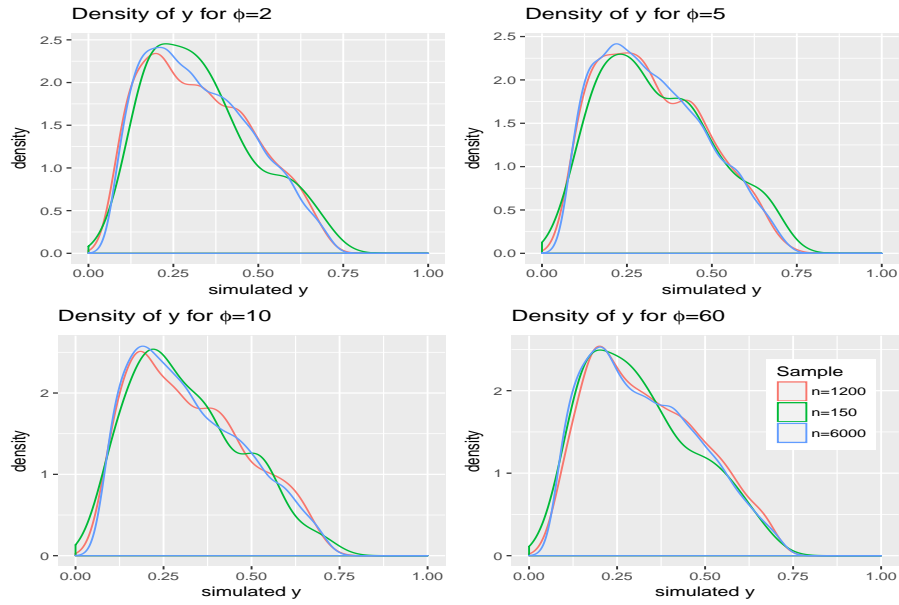 Density of y for ϕ=2
density
2.5
2.0
1.5
1.0
0.5
0.0
0.00 0.25 0.50 0.75 1.00
simulated y
Density of y for ϕ=5
density
2.5
2.0
1.5
1.0
0.5
0.0
0.00 0.25 0.50 0.75 1.00
simulated y
Density of y for ϕ=10
density
2
1
0
0.00 0.25 0.50 0.75 1.00
simulated y
Density of y for ϕ=60
density
2
1
0
0.00 0.25 0.50 0.75 1.00
simulated y
Sample
n=1200
n=150
n=6000